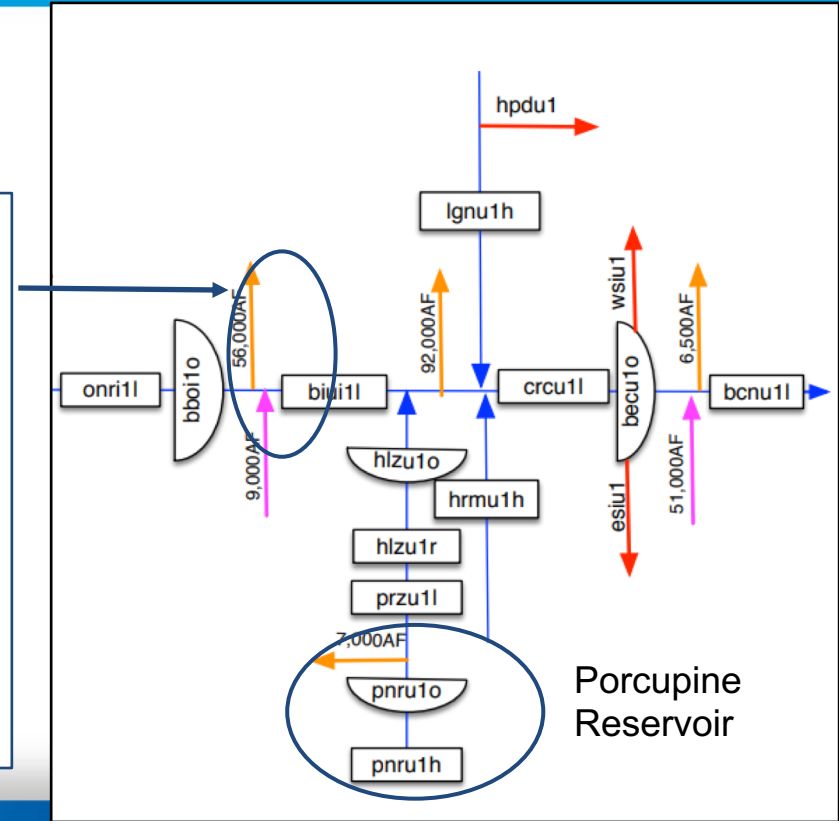 hpdu1
lgnu1h
56,000AF
92,000AF
wsiu1
6,500AF
onri1l
bboi1o
biui1l
crcu1l
becu1o
bcnu1l
9,000AF
hlzu1o
hrmu1h
esiu1
51,000AF
hlzu1r
przu1l
7,000AF
pnru1o
Porcupine
Reservoir
pnru1h